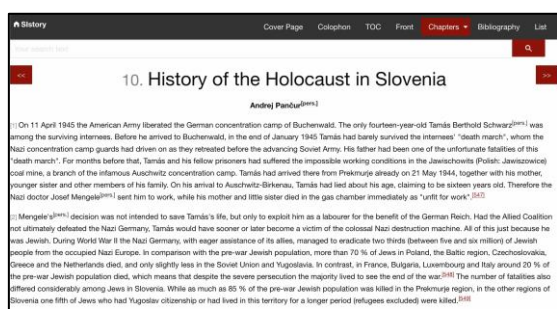 SIstory
Cover Page Colophon TOC Front Chapters Bibliography List
Your search text
<< 10. History of the Holocaust in Slovenia >>
Andrej Pančur[pers.]
[1] On 11 April 1945 the American Army liberated the German concentration camp of Buchenwald. The only fourteen-year-old Tamás Berthold Schwarz[pers.] was
among the surviving internees. Before he arrived to Buchenwald, in the end of January 1945 Tamás had barely survived the internees' "death march", whom the
Nazi concentration camp guards had driven on as they retreated before the advancing Soviet Army. His father had been one of the unfortunate fatalities of this
"death march". For months before that, Tamás and his fellow prisoners had suffered the impossible working conditions in the Jawischowits (Polish: Jawiszowice)
coal mine, a branch of the infamous Auschwitz concentration camp. Tamás had arrived there from Prekmurje already on 21 May 1944, together with his mother,
younger sister and other members of his family. On his arrival to Auschwitz-Birkenau, Tamás had lied about his age, claiming to be sixteen years old. Therefore the
Nazi doctor Josef Mengele[pers.] sent him to work, while his mother and little sister died in the gas chamber immediately as "unfit for work".[547]
[2] Mengele's[pers.] decision was not intended to save Tamás's life, but only to exploit him as a labourer for the benefit of the German Reich. Had the Allied Coalition
not ultimately defeated the Nazi Germany, Tamás would have sooner or later become a victim of the colossal Nazi destruction machine. All of this just because he
was Jewish. During World War II the Nazi Germany, with eager assistance of its allies, managed to eradicate two thirds (between five and six million) of Jewish
people from the occupied Nazi Europe. In comparison with the pre-war Jewish population, more than 70 % of Jews in Poland, the Baltic region, Czechoslovakia,
Greece and the Netherlands died, and only slightly less in the Soviet Union and Yugoslavia. In contrast, in France, Bulgaria, Luxembourg and Italy around 20 % of
the pre-war Jewish population died, which means that despite the severe persecution the majority lived to see the end of the war.[548] The number of fatalities also
differed considerably among Jews in Slovenia. While as much as 85 % of the pre-war Jewish population was killed in the Prekmurje region, in the other regions of
Slovenia one fifth of Jews who had Yugoslav citizenship or had lived in this territory for a longer period (refugees excluded) were killed.[549]